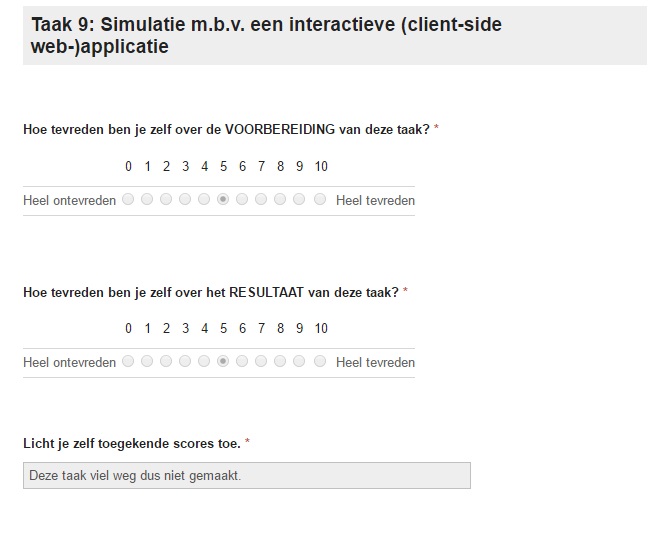 Taak 9: Simulatie m.b.v. een interactieve (client-side
web-)applicatie
Hoe tevreden ben je zelf over de VOORBEREIDING van deze taak? *
0 1 2 3 4 5 6 7 8 9 10
Heel ontevreden Heel tevreden
Hoe tevreden ben je zelf over het RESULTAAT van deze taak? *
0 1 2 3 4 5 6 7 8 9 10
Heel ontevreden Heel tevreden
Licht je zelf toegekende scores toe. *
Deze taak viel weg dus niet gemaakt.